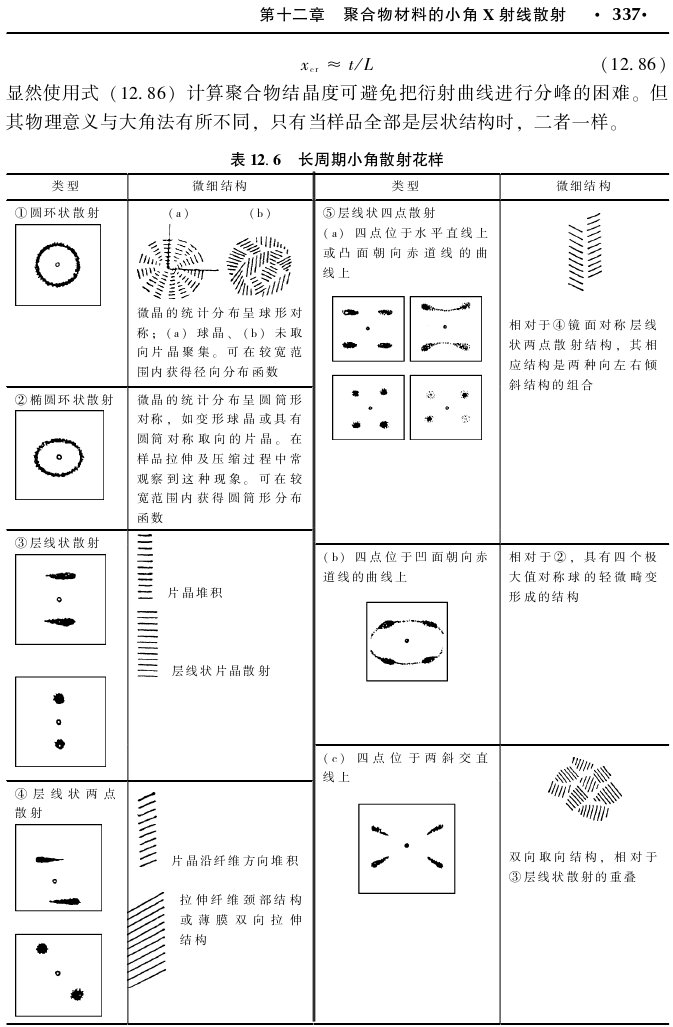 第十二章 聚合物材料的小角 X 射线散射 · 337·
x_cr ≈ t/L (12.86)
显然使用式 (12.86) 计算聚合物结晶度可避免把衍射曲线进行分峰的困难。但
其物理意义与大角法有所不同，只有当样品全部是层状结构时，二者一样。
表 12.6 长周期小角散射花样
类型 微细结构 类型 微细结构
①圆环状散射
(a) (b)
微晶的统计分布呈球形对
称；(a) 球晶、(b) 未取
向片晶聚集。可在较宽范
围内获得径向分布函数
②椭圆环状散射
微晶的统计分布呈圆筒形
对称，如变形球晶或具有
圆筒对称取向的片晶。在
样品拉伸及压缩过程中常
观察到这种现象。可在较
宽范围内获得圆筒形分布
函数
③层线状散射
片晶堆积
层线状片晶散射
④层线状两点
散射
片晶沿纤维方向堆积
拉伸纤维颈部结构
或薄膜双向拉伸
结构
⑤层线状四点散射
(a) 四点位于水平直线上
或凸面朝向赤道线的曲
线上
相对于④镜面对称层线
状两点散射结构，其相
应结构是两种向左右倾
斜结构的组合
(b) 四点位于凹面朝向赤
道线的曲线上
相对于②，具有四个极
大值对称球的轻微畸变
形成的结构
(c) 四点位于两斜交直
线上
双向取向结构，相对于
③层线状散射的重叠